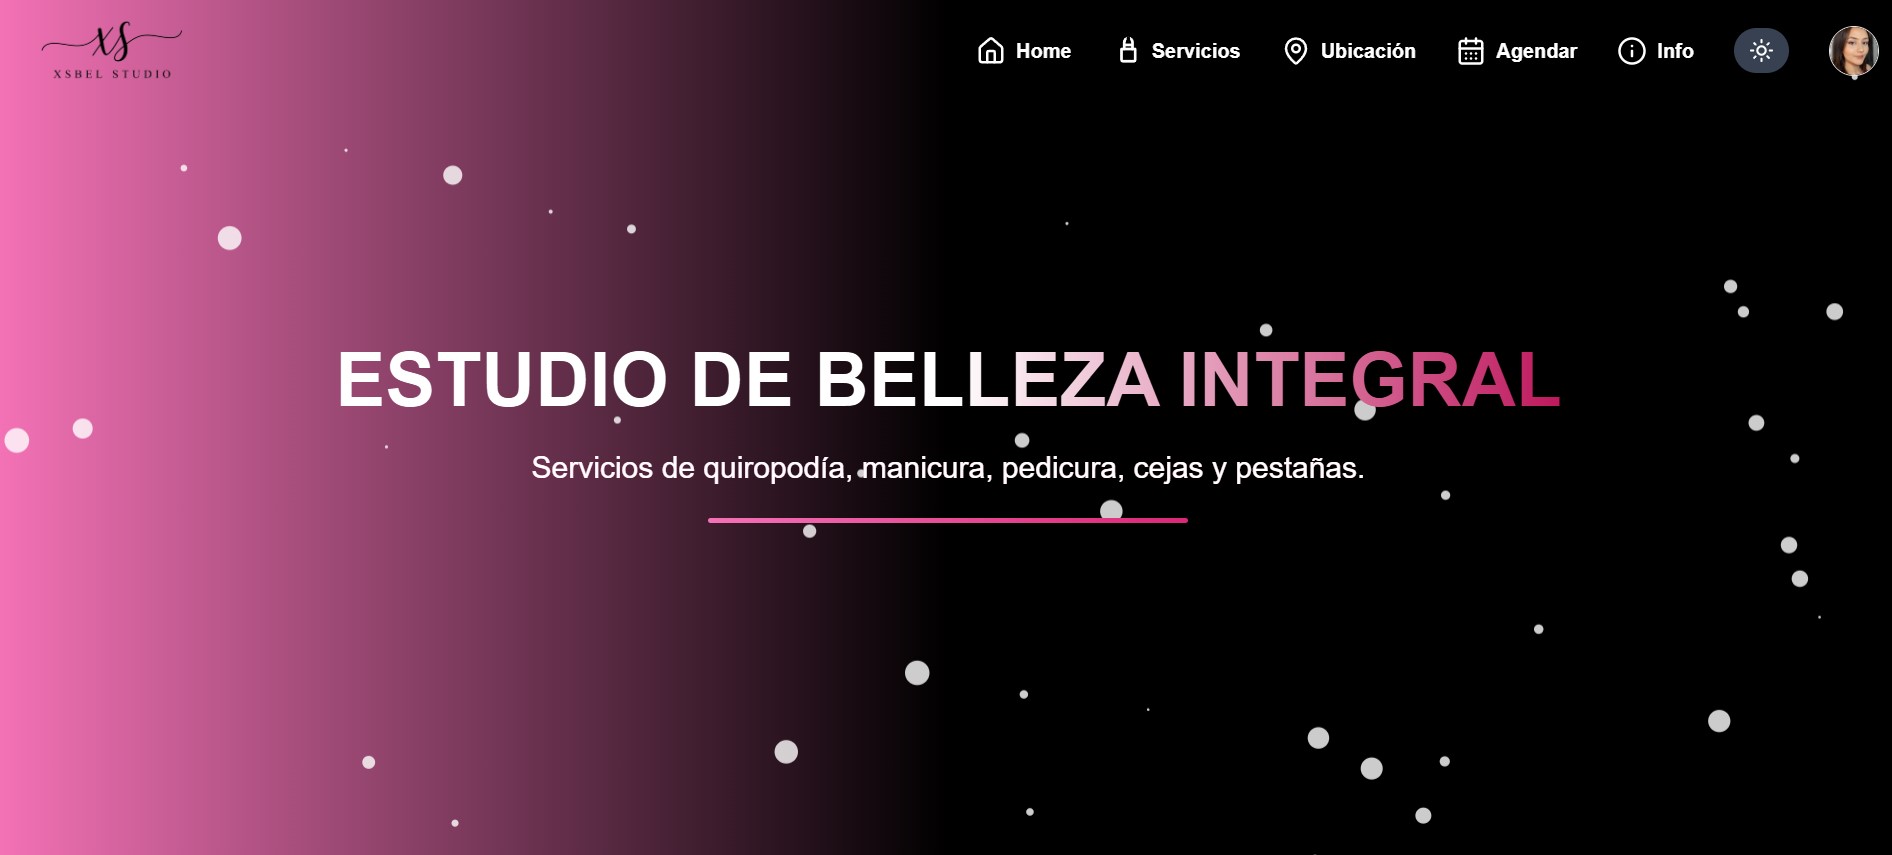 XS
XSBEL STUDIO
Home
Servicios
Ubicación
Agendar
Info
ESTUDIO DE BELLEZA INTEGRAL
Servicios de quiropodía, manicura, pedicura, cejas y pestañas.